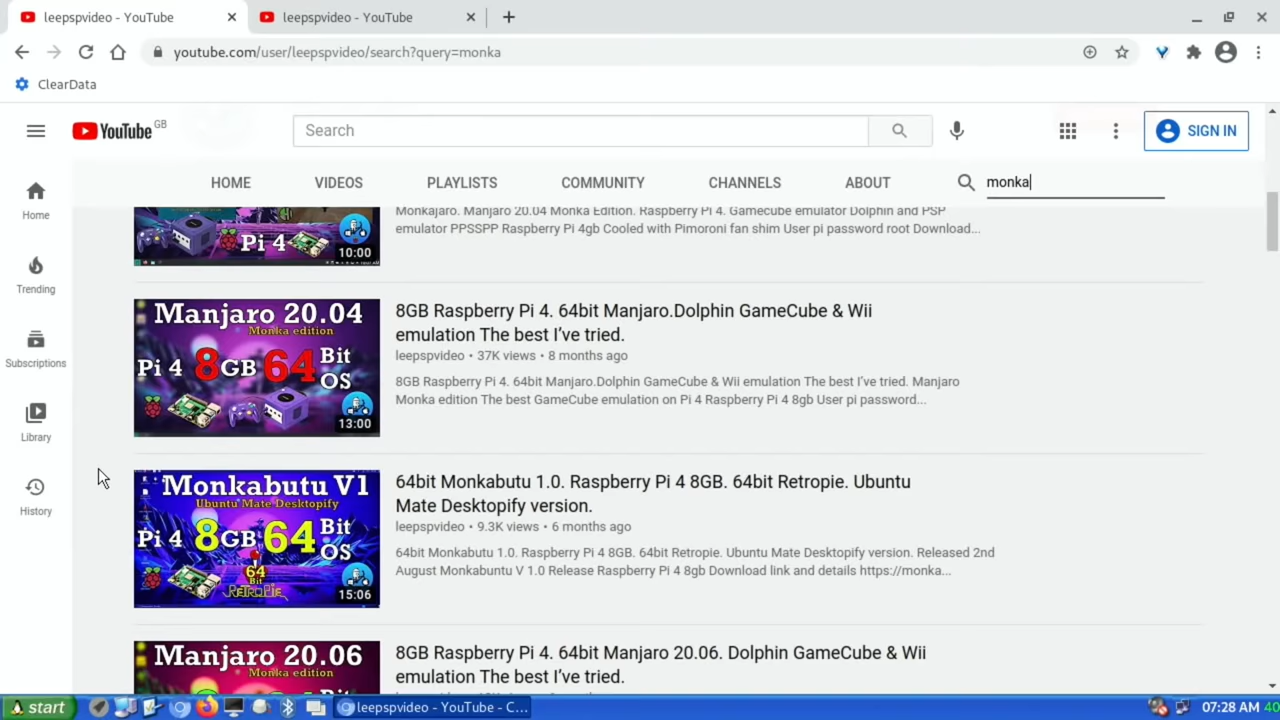 leepspvideo - YouTube
leepspvideo - YouTube
youtube.com/user/leepspvideo/search?query=monka
ClearData
YouTube GB
Search
SIGN IN
HOME
VIDEOS
PLAYLISTS
COMMUNITY
CHANNELS
ABOUT
monka
Home
Trending
Subscriptions
Library
History
Pi 4
10:00
Monkajaro. Manjaro 20.04 Monka Edition. Raspberry Pi 4. Gamecube emulator Dolphin and PSP
emulator PPSSPP Raspberry Pi 4gb Cooled with Pimoroni fan shim User pi password root Download...
Manjaro 20.04
Monka edition
Pi 4 8GB 64 Bit OS
13:00
8GB Raspberry Pi 4. 64bit Manjaro.Dolphin GameCube & Wii
emulation The best I've tried.
leepspvideo • 37K views • 8 months ago
8GB Raspberry Pi 4. 64bit Manjaro.Dolphin GameCube & Wii emulation The best I've tried. Manjaro
Monka edition The best GameCube emulation on Pi 4 Raspberry Pi 4 8gb User pi password...
Monkabutu V1
Ubuntu Mate Desktopify
Pi 4 8GB 64 Bit OS
64
Bit
RETROPIE
15:06
64bit Monkabutu 1.0. Raspberry Pi 4 8GB. 64bit Retropie. Ubuntu
Mate Desktopify version.
leepspvideo • 9.3K views • 6 months ago
64bit Monkabutu 1.0. Raspberry Pi 4 8GB. 64bit Retropie. Ubuntu Mate Desktopify version. Released 2nd
August Monkabuntu V 1.0 Release Raspberry Pi 4 8gb Download link and details https://monka...
Manjaro 20.06
Monka edition
8GB Raspberry Pi 4. 64bit Manjaro 20.06. Dolphin GameCube & Wii
emulation The best I've tried.
start
leepspvideo - YouTube - C...
07:28 AM
40